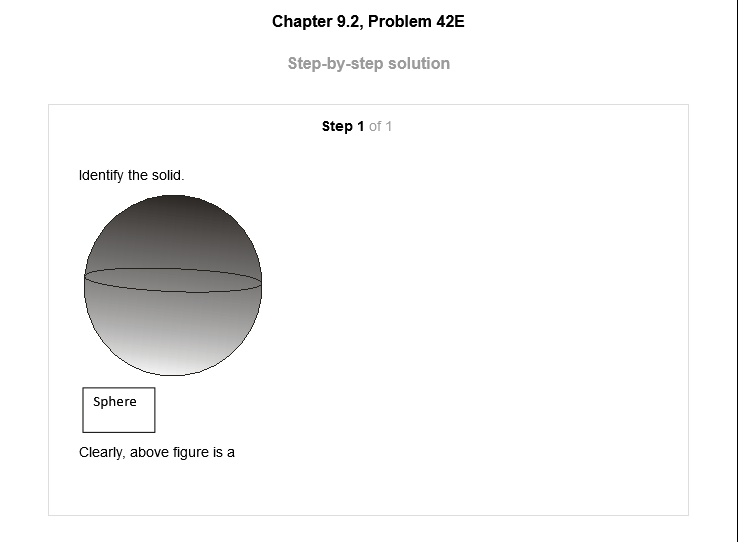 Chapter 9.2, Problem 42E
Step-by-step solution
Step 1 of 1
Identify the solid.
Sphere
Clearly, above figure is a